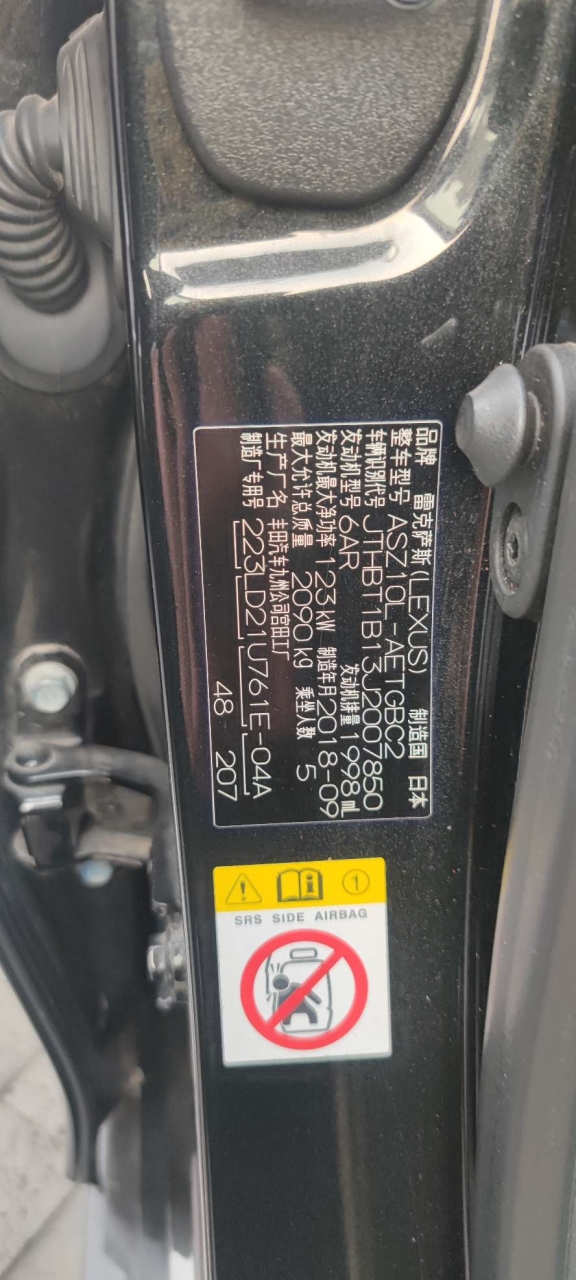 品牌 雷克萨斯(LEXUS) 制造国 日本
整车型号 ASZ10L-AETGBC2
车辆识别代号 JTHBT1B13J2007850
发动机型号 6AR 发动机排量 1998mL
发动机最大净功率 123kW 制造年月 2018-09
最大允许总质量 2090kg 乘坐人数 5
生产厂名 丰田汽车九州公司宫田工厂
制造厂专用号 223LD21U761E-04A
48 207
SRS SIDE AIRBAG